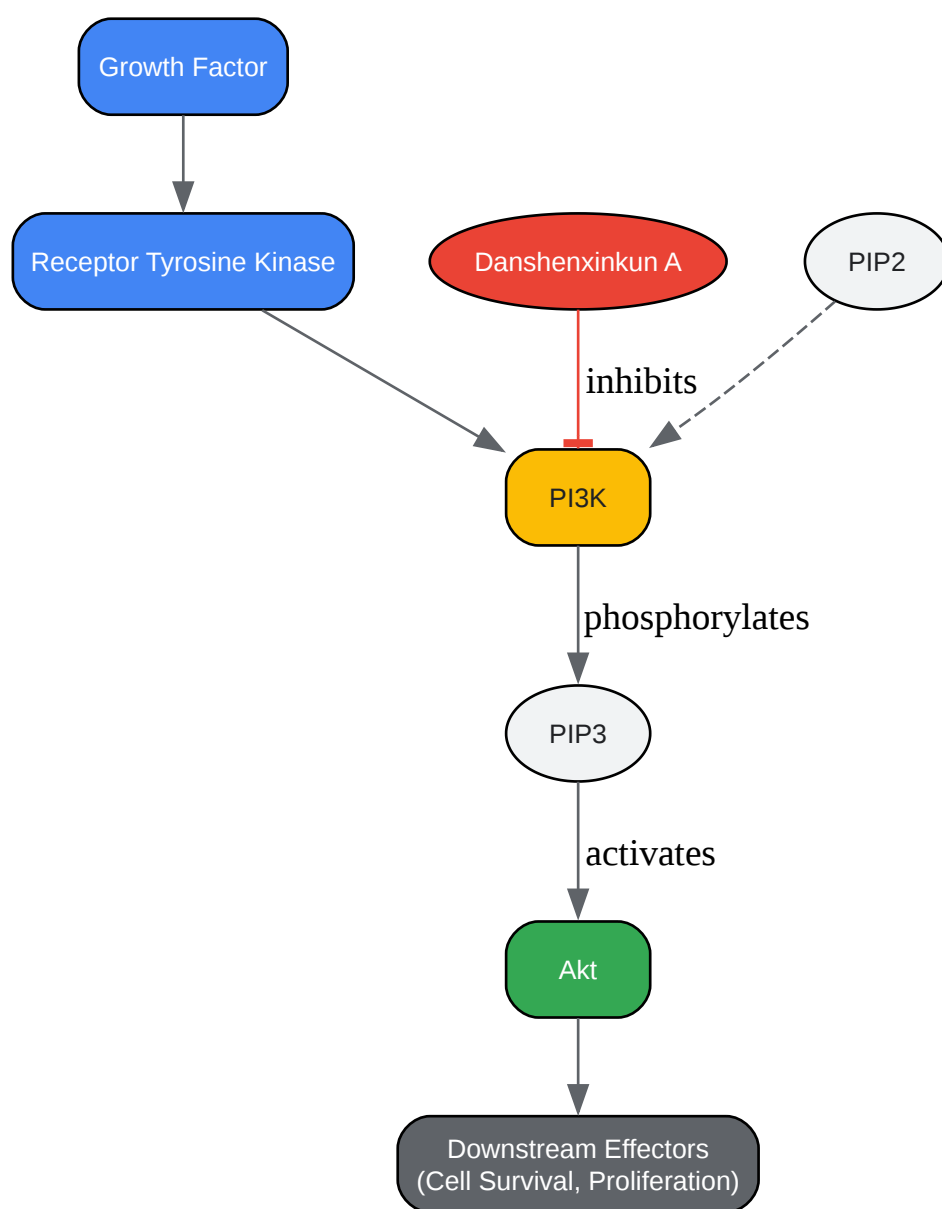 Growth Factor
Receptor Tyrosine Kinase
Danshenxinkun A
PIP2
inhibits
PI3K
phosphorylates
PIP3
activates
Akt
Downstream Effectors
(Cell Survival, Proliferation)